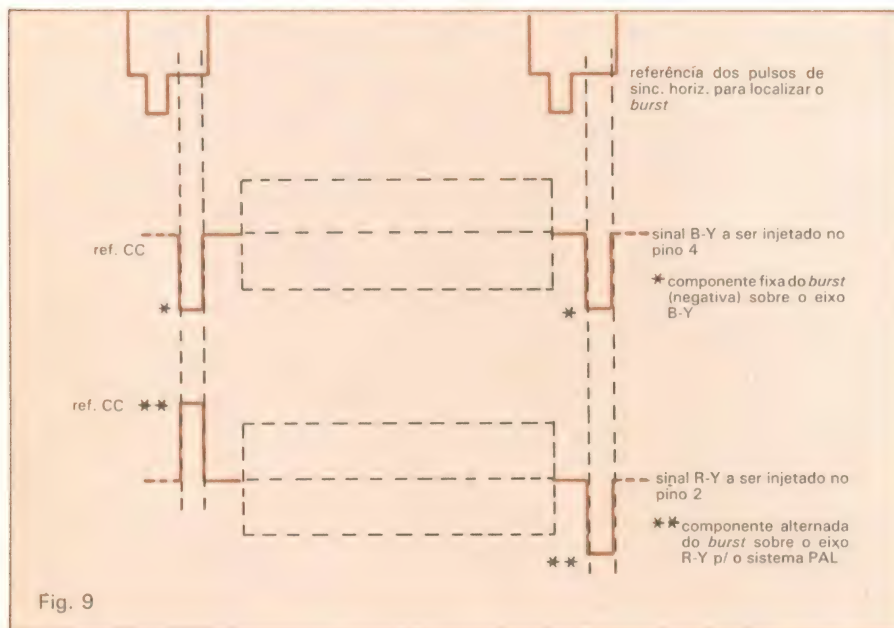 referência dos pulsos de
sinc. horiz. para localizar o
burst
ref. CC
sinal B-Y a ser injetado no
pino 4
* componente fixa do burst
(negativa) sobre o eixo
B-Y
*
*
ref. CC **
sinal R-Y a ser injetado no
pino 2
** componente alternada
do burst sobre o eixo
R-Y p/ o sistema PAL
**
Fig. 9